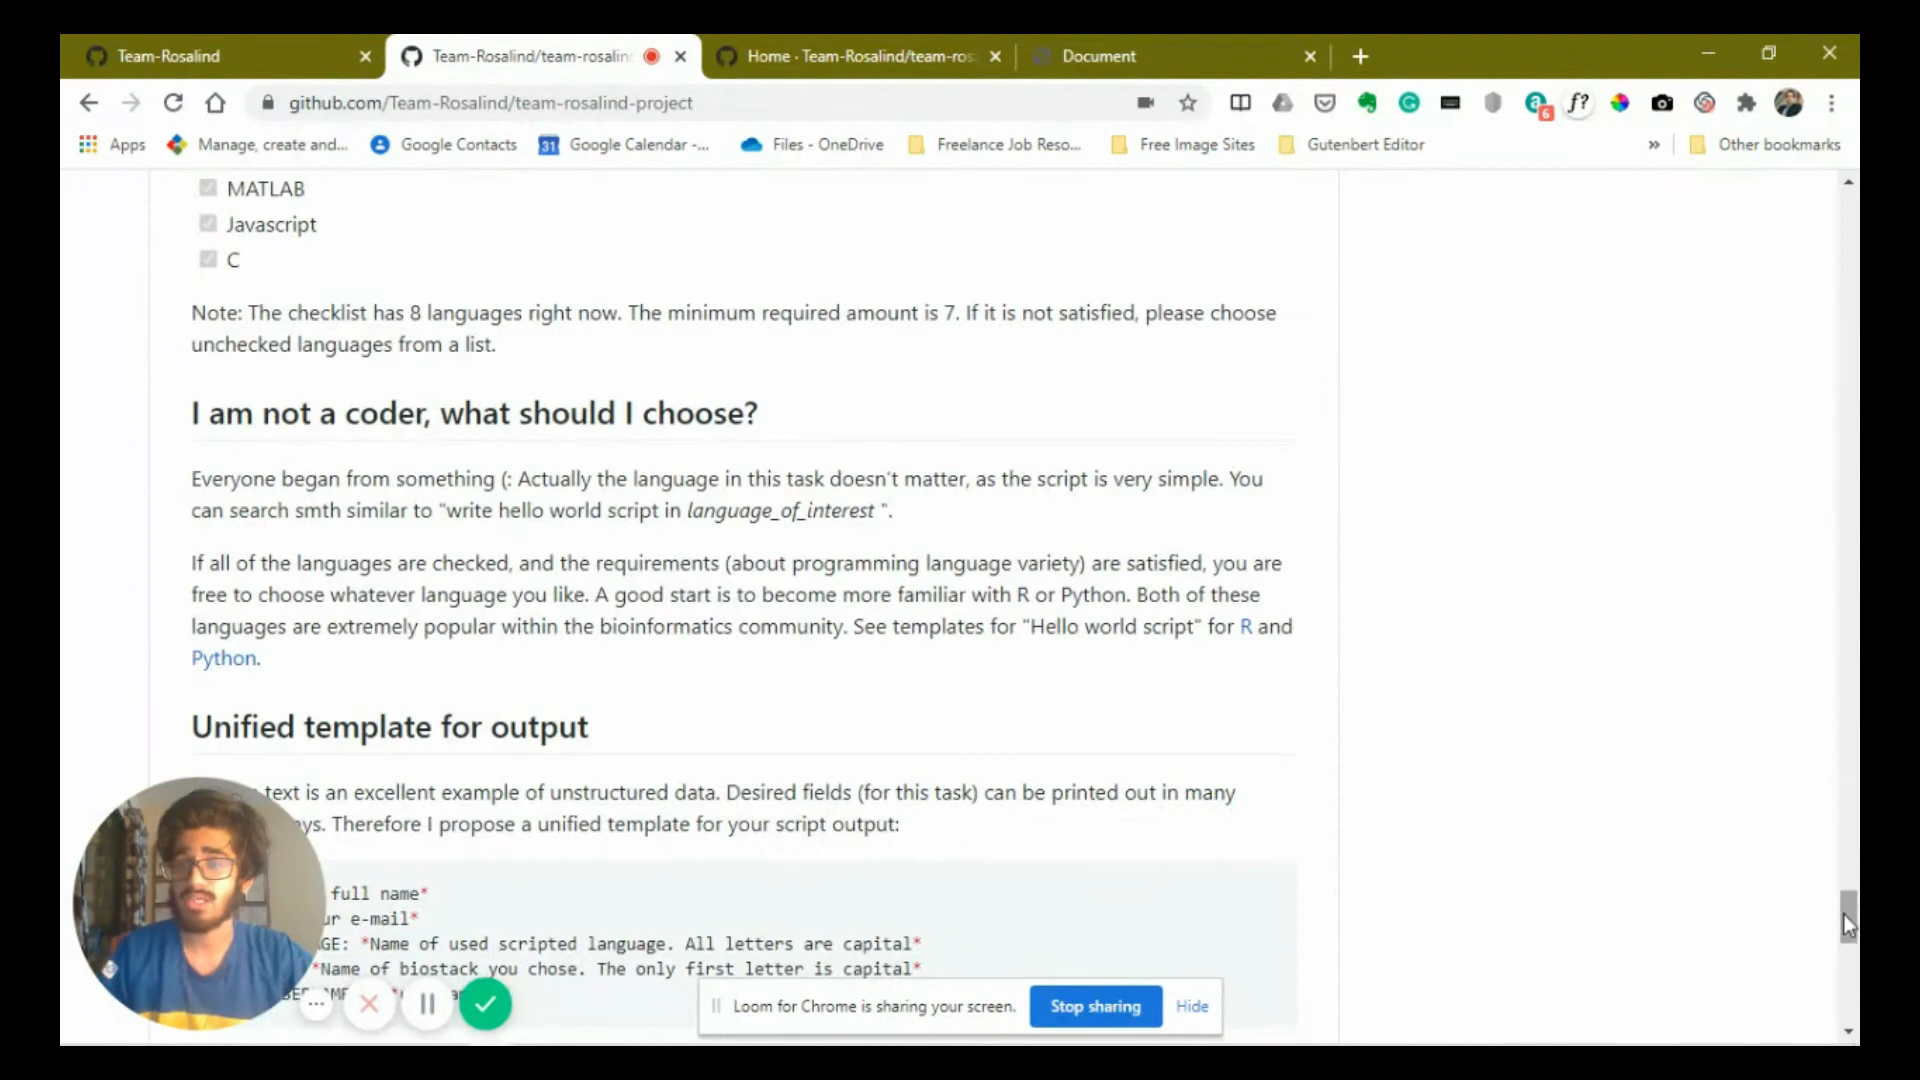 Team-Rosalind
Team-Rosalind/team-rosalin
Home · Team-Rosalind/team-ros
Document
github.com/Team-Rosalind/team-rosalind-project
6
f?
Apps
Manage, create and...
Google Contacts
31
Google Calendar -...
Files - OneDrive
Freelance Job Reso...
Free Image Sites
Gutenbert Editor
»
Other bookmarks
MATLAB
Javascript
C
Note: The checklist has 8 languages right now. The minimum required amount is 7. If it is not satisfied, please choose
unchecked languages from a list.
I am not a coder, what should I choose?
Everyone began from something (: Actually the language in this task doesn't matter, as the script is very simple. You
can search smth similar to "write hello world script in language_of_interest ".
If all of the languages are checked, and the requirements (about programming language variety) are satisfied, you are
free to choose whatever language you like. A good start is to become more familiar with R or Python. Both of these
languages are extremely popular within the bioinformatics community. See templates for "Hello world script" for R and
Python.
Unified template for output
text is an excellent example of unstructured data. Desired fields (for this task) can be printed out in many
Therefore I propose a unified template for your script output:
full name*
e-mail*
GE: *Name of used scripted language. All letters are capital*
*Name of biostack you chose. The only first letter is capital*
Loom for Chrome is sharing your screen.
Stop sharing
Hide